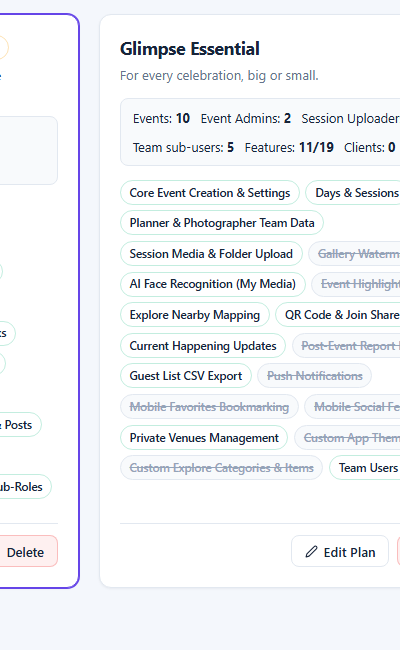 Glimpse Essential
For every celebration, big or small.
Events: 10 Event Admins: 2 Session Uploader
Team sub-users: 5 Features: 11/19 Clients: 0
Core Event Creation & Settings Days & Sessions
Planner & Photographer Team Data
Session Media & Folder Upload Gallery Waterm
AI Face Recognition (My Media) Event Highlight
Explore Nearby Mapping QR Code & Join Share
Current Happening Updates Post-Event Report
Guest List CSV Export Push Notifications
Mobile Favorites Bookmarking Mobile Social Fe
& Posts
Private Venues Management Custom App Them
Custom Explore Categories & Items Team Users
ub-Roles
Delete
Edit Plan